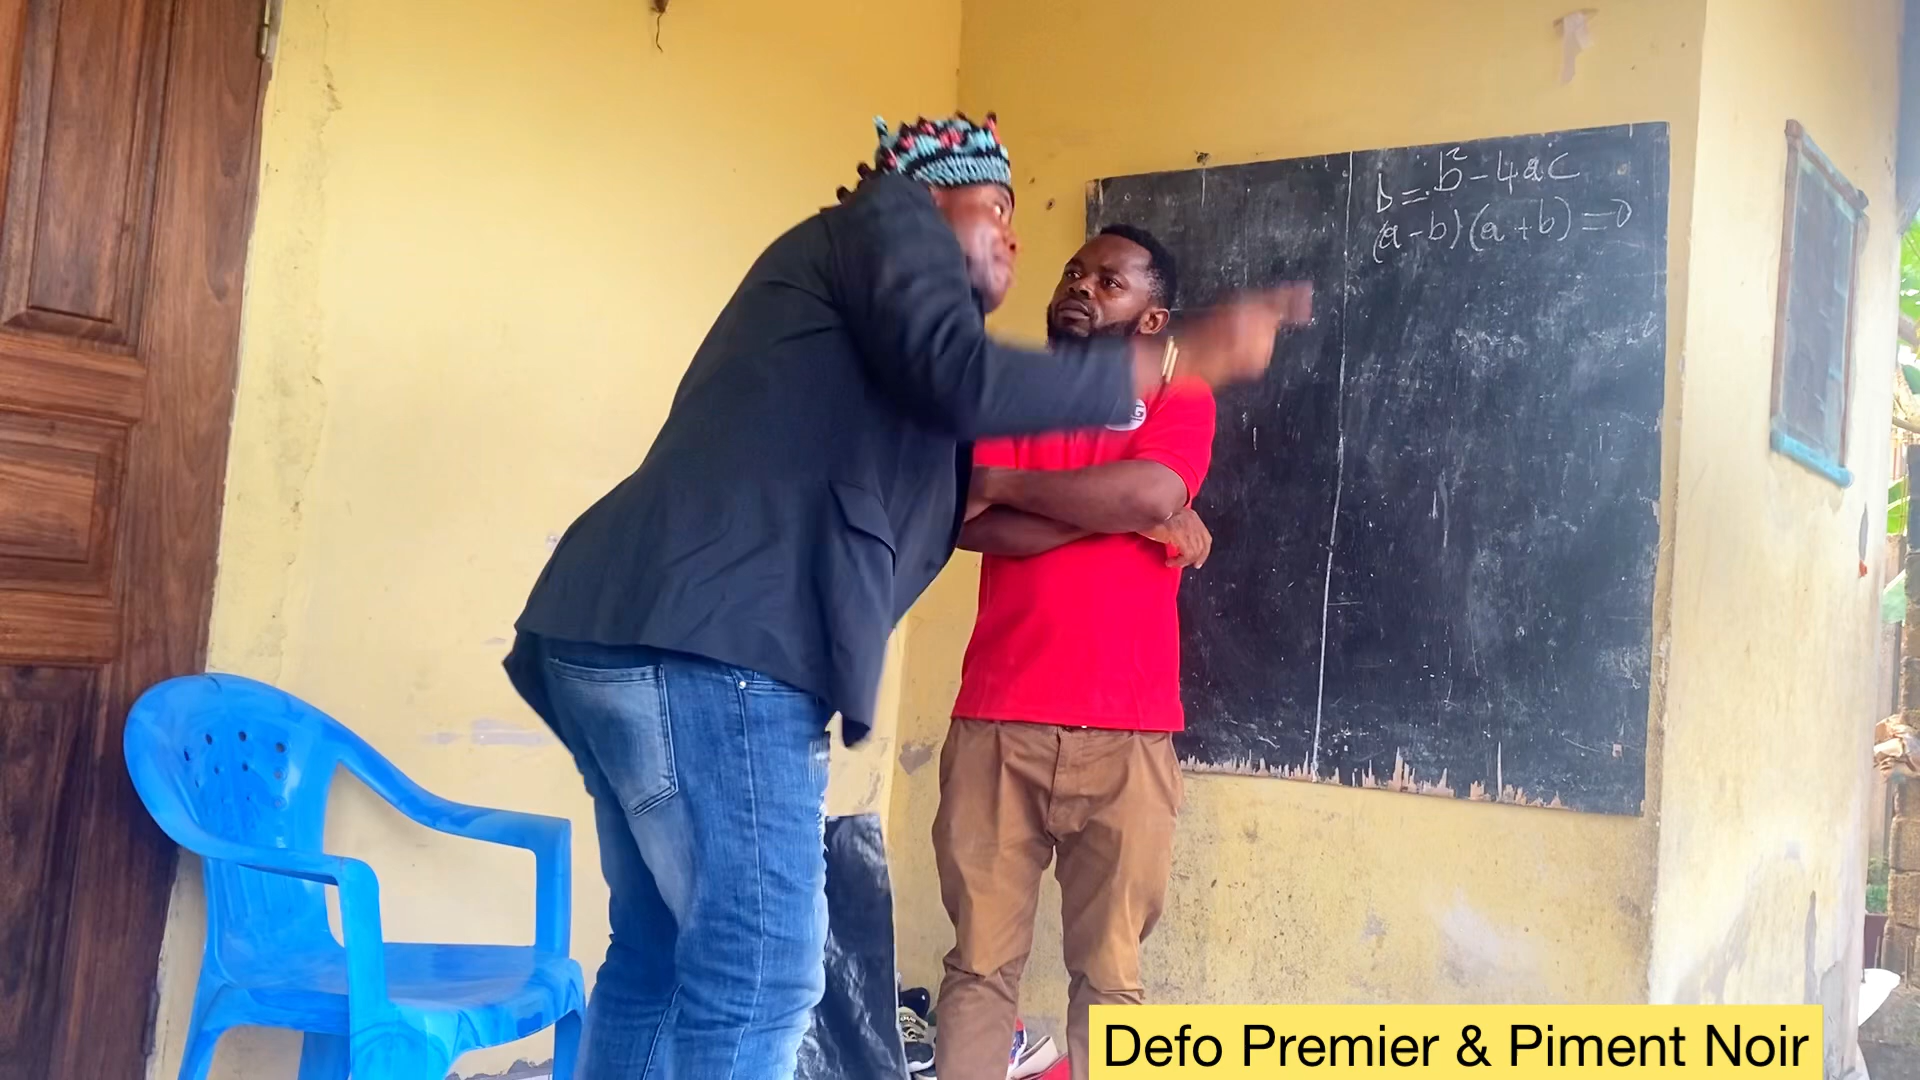 b = b² - 4ac
(a - b)(a + b) = 0
G
Defo Premier & Piment Noir